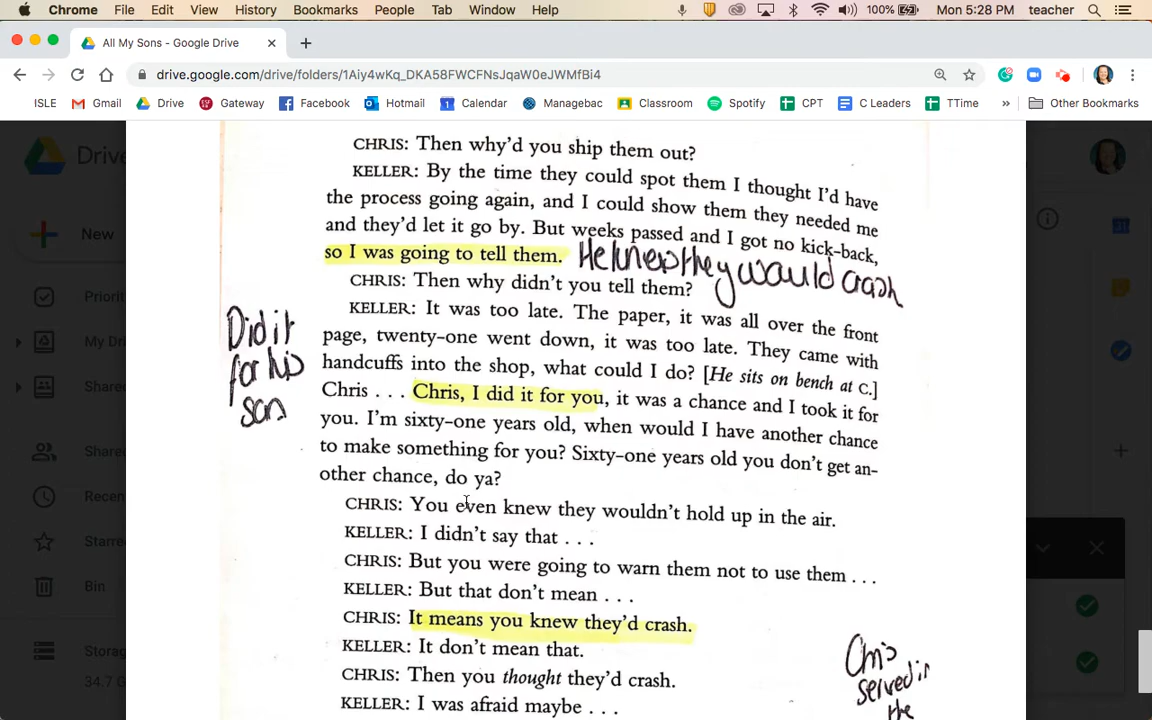 Chrome File Edit View History Bookmarks People Tab Window Help 100% Mon 5:28 PM teacher
All My Sons - Google Drive
drive.google.com/drive/folders/1Aiy4wKq_DKA58FWCFNsJqaW0eJWMfBi4
ISLE Gmail Drive Gateway Facebook Hotmail Calendar Managebac Classroom Spotify CPT C Leaders TTime » Other Bookmarks
Drive
New
Priorit
My Dri
Share
Share
Recen
Starre
Bin
Storag
34.7 G
CHRIS: Then why'd you ship them out?
KELLER: By the time they could spot them I thought I'd have
the process going again, and I could show them they needed me
and they'd let it go by. But weeks passed and I got no kick-back,
so I was going to tell them. He knew they would crash
CHRIS: Then why didn't you tell them?
KELLER: It was too late. The paper, it was all over the front
page, twenty-one went down, it was too late. They came with
handcuffs into the shop, what could I do? [He sits on bench at C.]
Chris . . . Chris, I did it for you, it was a chance and I took it for
you. I'm sixty-one years old, when would I have another chance
to make something for you? Sixty-one years old you don't get an-
other chance, do ya?
Did it
for his
son
CHRIS: You even knew they wouldn't hold up in the air.
KELLER: I didn't say that . . .
CHRIS: But you were going to warn them not to use them . . .
KELLER: But that don't mean . . .
CHRIS: It means you knew they'd crash.
KELLER: It don't mean that.
CHRIS: Then you thought they'd crash.
KELLER: I was afraid maybe . . .
Chris
served in
the